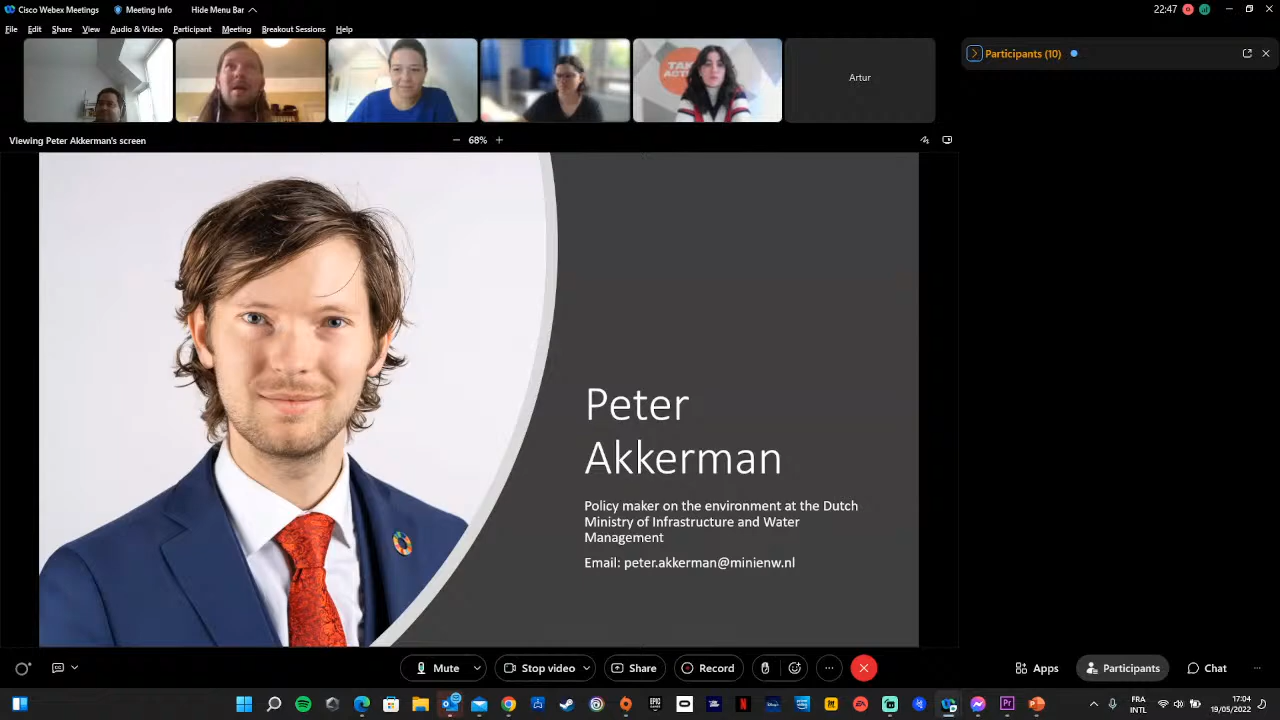 Cisco Webex Meetings
Meeting Info
Hide Menu Bar
22:47
File Edit Share View Audio & Video Participant Meeting Breakout Sessions Help
TAKE
ACTI
Artur
Participants (10)
Viewing Peter Akkerman's screen
68%
Peter
Akkerman
Policy maker on the environment at the Dutch
Ministry of Infrastructure and Water
Management
Email: peter.akkerman@minienw.nl
Mute
Stop video
Share
Record
Apps
Participants
Chat
FRA
INTL
17:04
19/05/2022